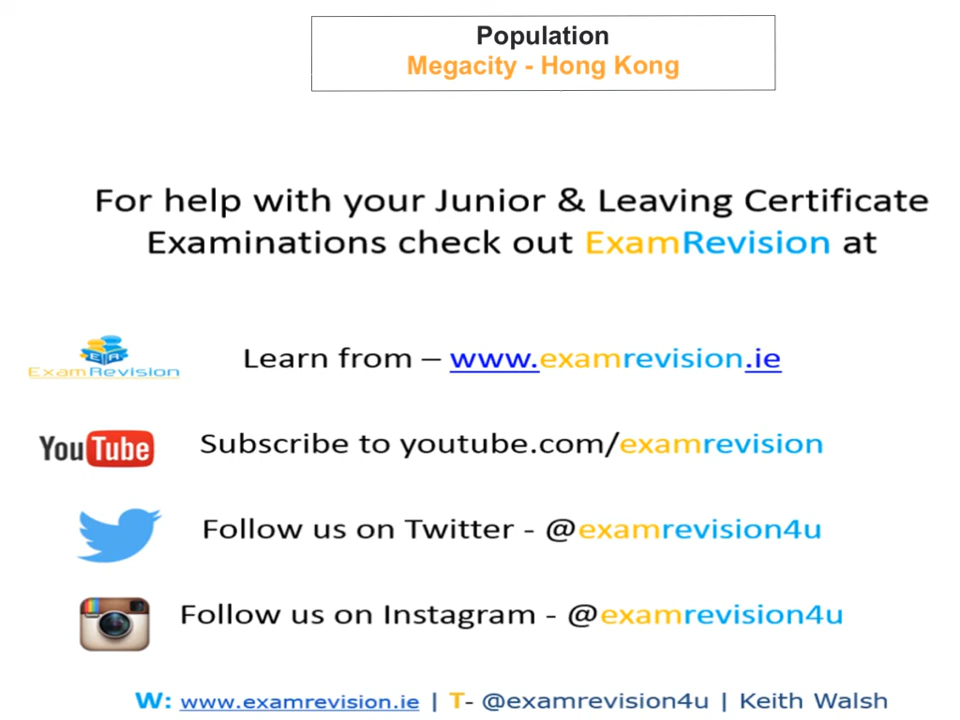 Population
Megacity - Hong Kong
For help with your Junior & Leaving Certificate
Examinations check out ExamRevision at
E R
ExamRevision
Learn from – www.examrevision.ie
YouTube
Subscribe to youtube.com/examrevision
Follow us on Twitter - @examrevision4u
Follow us on Instagram - @examrevision4u
W: www.examrevision.ie | T- @examrevision4u | Keith Walsh